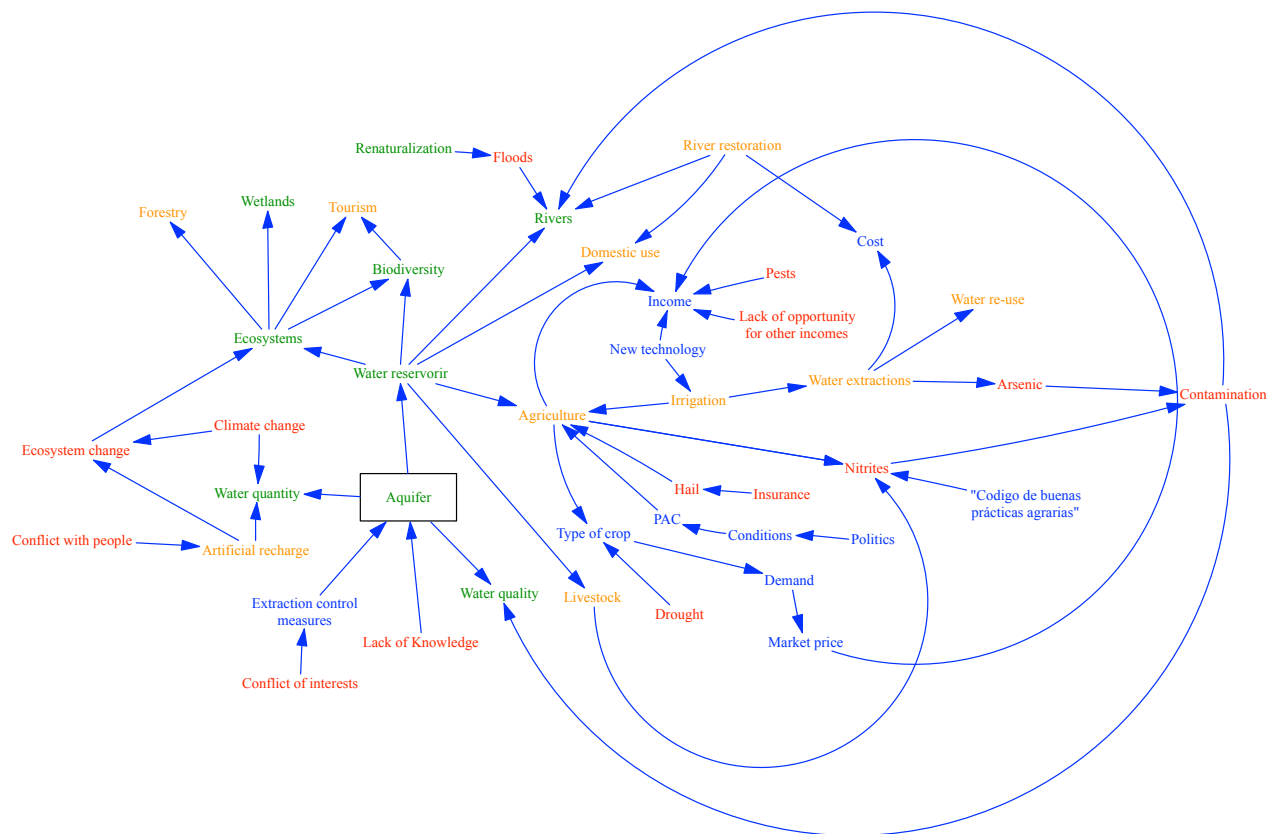 Renaturalization
Floods
River restoration
Forestry
Wetlands
Tourism
Rivers
Domestic use
Cost
Biodiversity
Pests
Income
Water re-use
Lack of opportunity
for other incomes
Ecosystems
New technology
Water reservorir
Water extractions
Arsenic
Contamination
Irrigation
Agriculture
Climate change
Ecosystem change
Nitrites
Water quantity
Aquifer
Hail
Insurance
"Codigo de buenas
prácticas agrarias"
PAC
Conditions
Politics
Type of crop
Conflict with people
Artificial recharge
Demand
Water quality
Livestock
Extraction control
measures
Drought
Lack of Knowledge
Market price
Conflict of interests